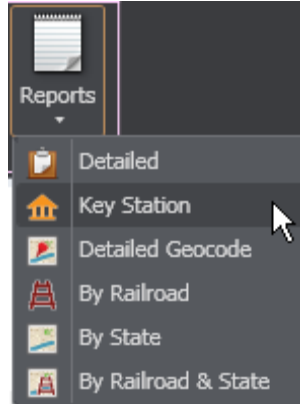 Reports
Detailed
Key Station
Detailed Geocode
By Railroad
By State
By Railroad & State